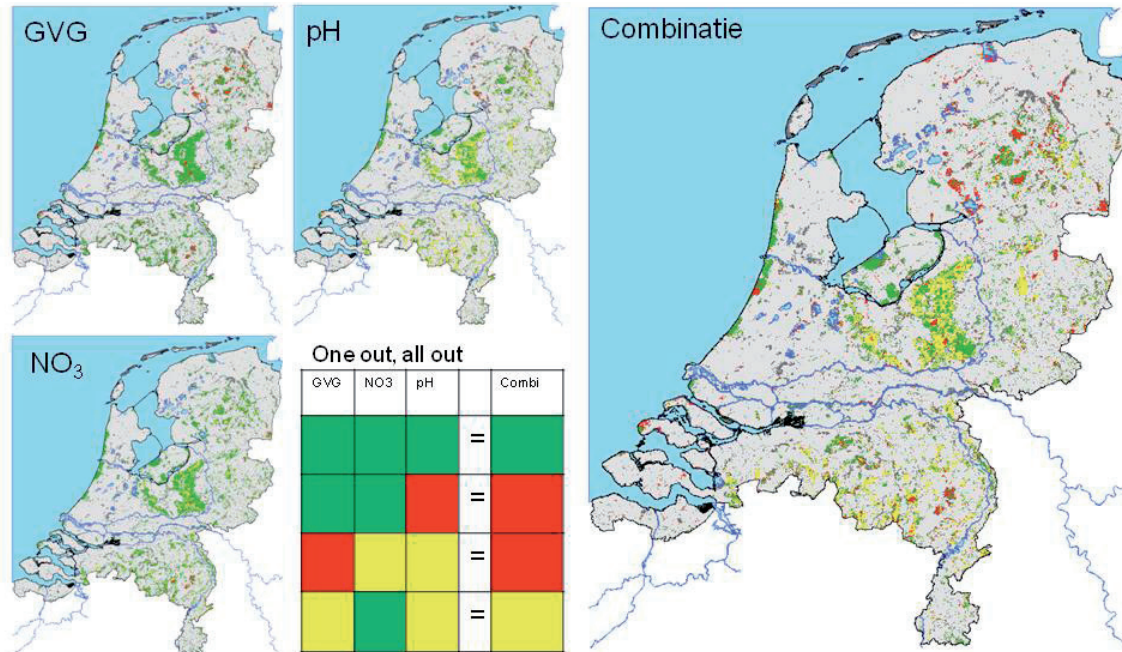 GVG
pH
Combinatie
NO₃
One out, all out
GVG NO3 pH Combi
=
=
=
=